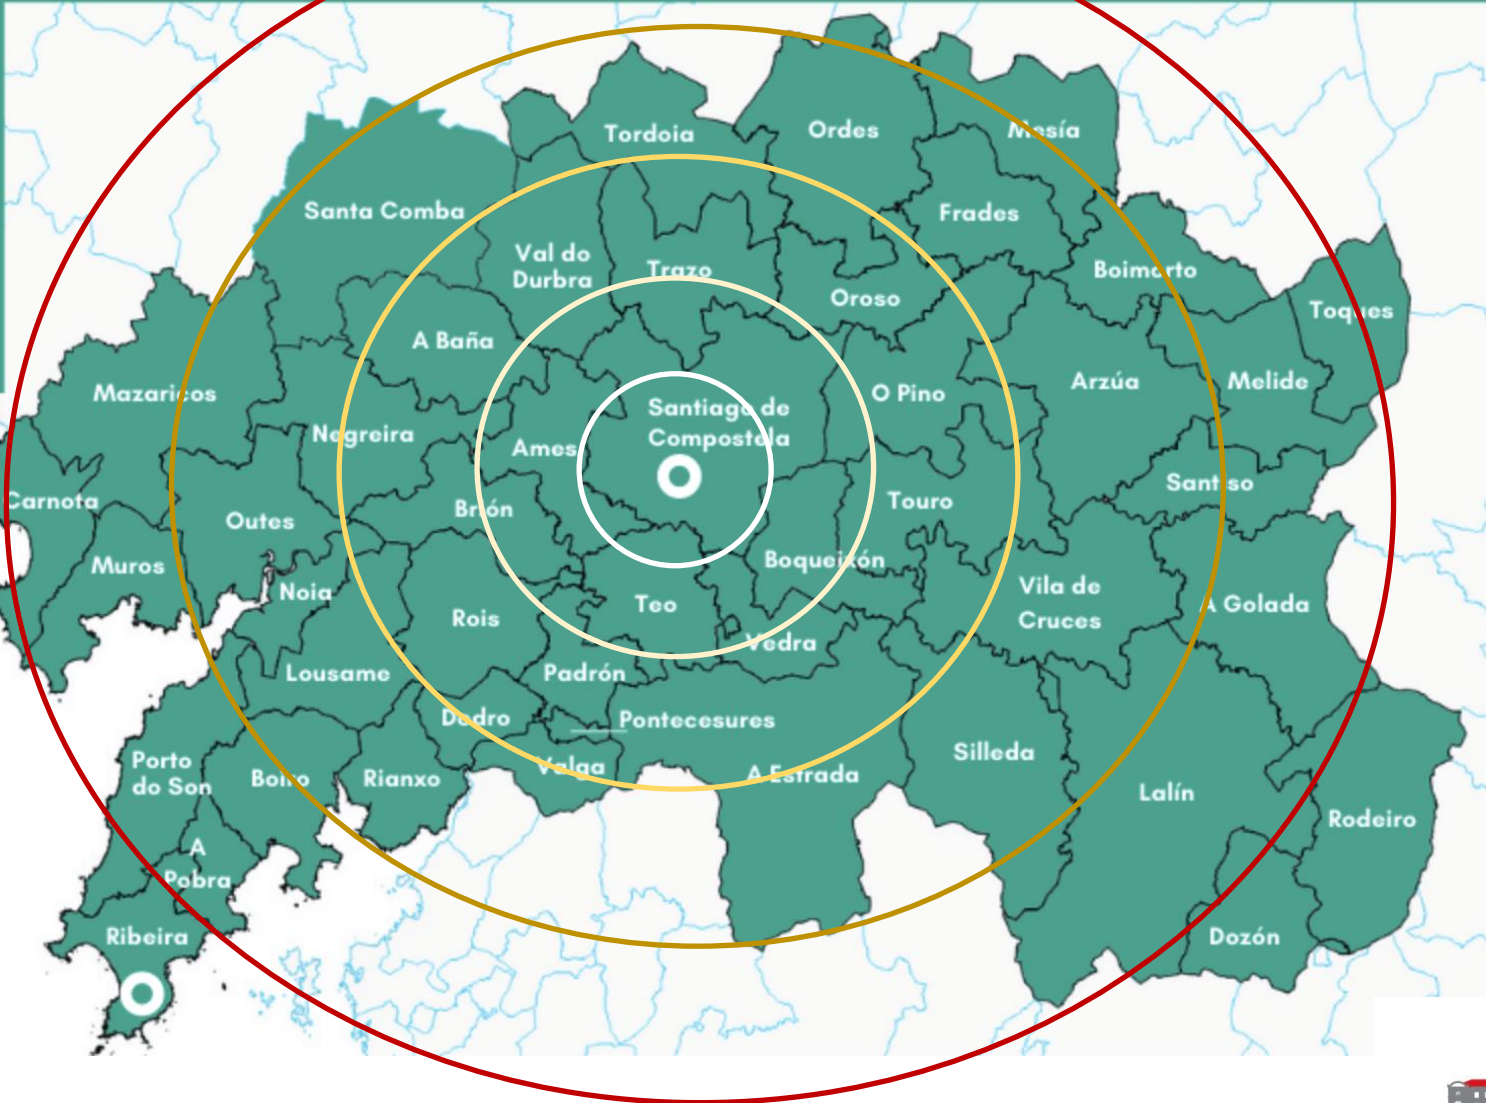 Tordoia
Ordes
Mesía
Santa Comba
Frades
Val do
Durbra
Trazo
Oroso
Boimorto
Toques
A Baña
Mazaricos
Negreira
Ames
Santiago de
Compostela
O Pino
Arzúa
Melide
Carnota
Outes
Brión
Touro
Santiso
Muros
Noia
Rois
Teo
Boqueixón
Vila de
Cruces
A Golada
Lousame
Padrón
Vedra
Dodro
Pontecesures
Porto
do Son
Boiro
Rianxo
Valga
A Estrada
Silleda
Lalín
Rodeiro
A
Pobra
Ribeira
Dozón